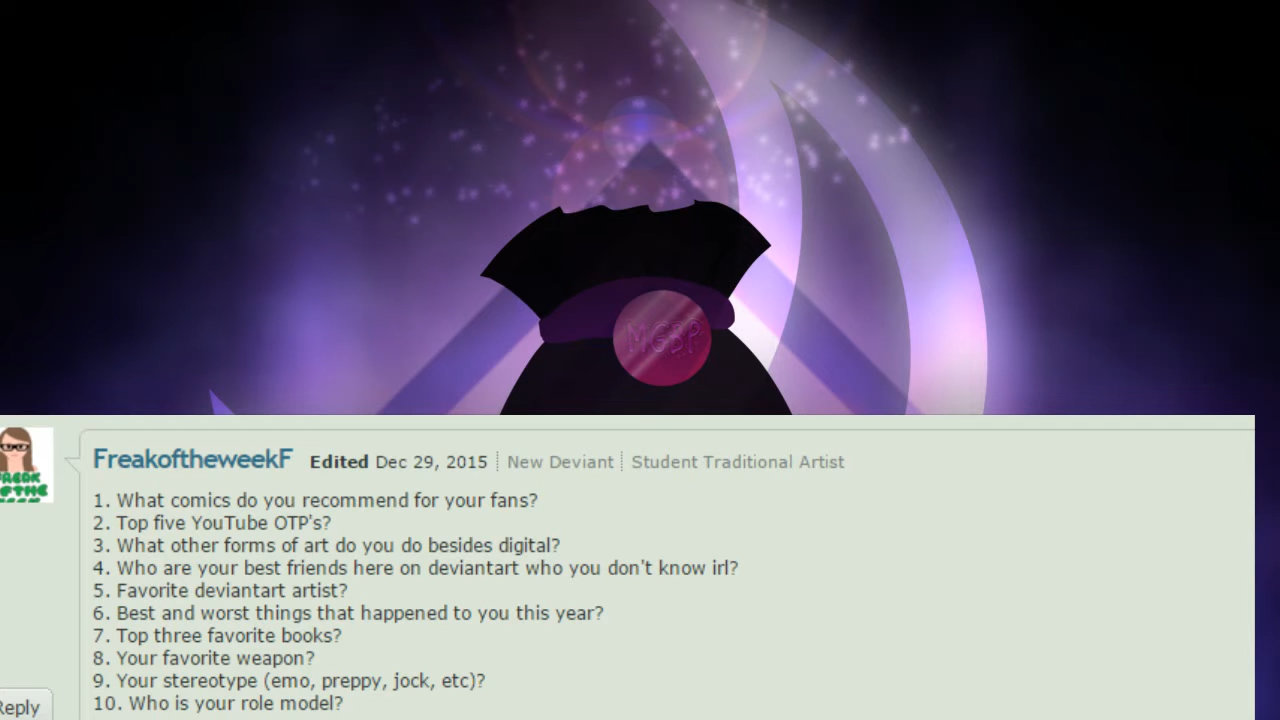 MGSP
FreakoftheweekF Edited Dec 29, 2015 New Deviant Student Traditional Artist
1. What comics do you recommend for your fans?
2. Top five YouTube OTP's?
3. What other forms of art do you do besides digital?
4. Who are your best friends here on deviantart who you don't know irl?
5. Favorite deviantart artist?
6. Best and worst things that happened to you this year?
7. Top three favorite books?
8. Your favorite weapon?
9. Your stereotype (emo, preppy, jock, etc)?
10. Who is your role model?
Reply